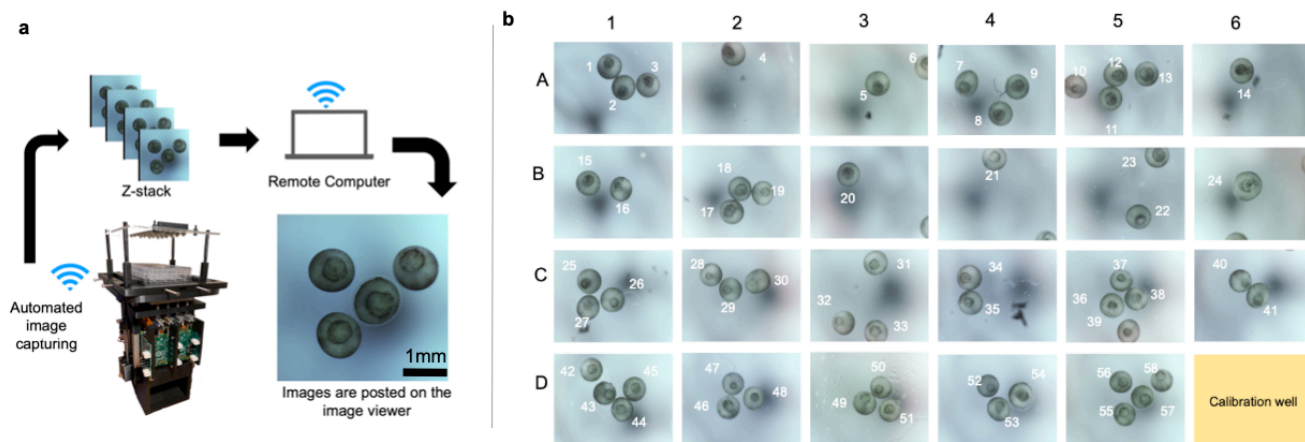 a
Z-stack
Remote Computer
Automated
image
capturing
1mm
Images are posted on the
image viewer
b
1 2 3 4 5 6
A
1 3 2
4
6 5
7 9 8
10 12 13 11
14
B
15 16
18 19 17
20
21
23 22
24
C
25 26 27
28 30 29
31 32 33
34 35
37 36 38 39
40 41
D
42 45 43 44
47 48 46
50 49 51
52 54 53
56 58 55 57
Calibration well